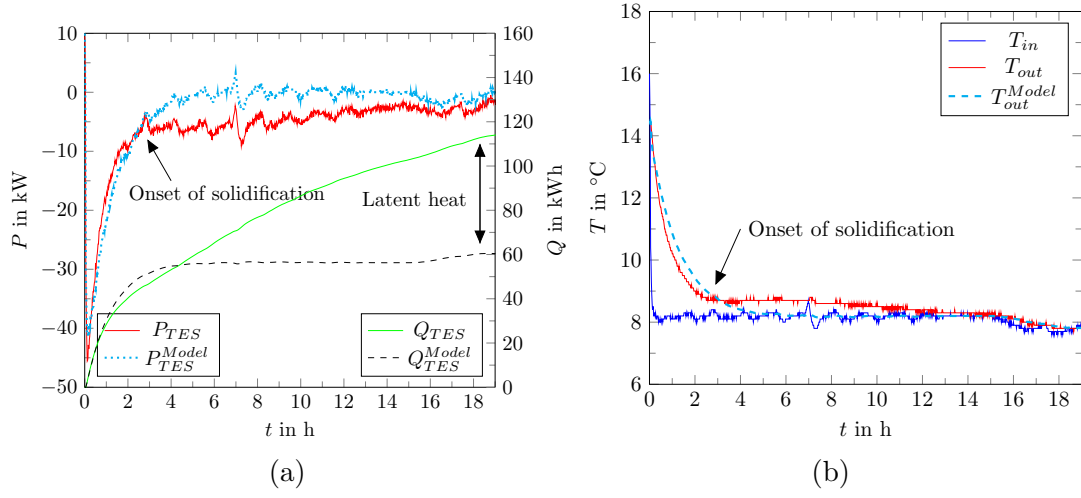 10
0
−10
−20
−30
−40
−50
P in kW
160
140
120
100
80
60
40
20
0
Q in kWh
0 2 4 6 8 10 12 14 16 18
t in h
Onset of solidification
Latent heat
P_TES
P_TES^Model
Q_TES
Q_TES^Model
(a)
18
16
14
12
10
8
6
T in °C
0 2 4 6 8 10 12 14 16 18
t in h
T_in
T_out
T_out^Model
Onset of solidification
(b)